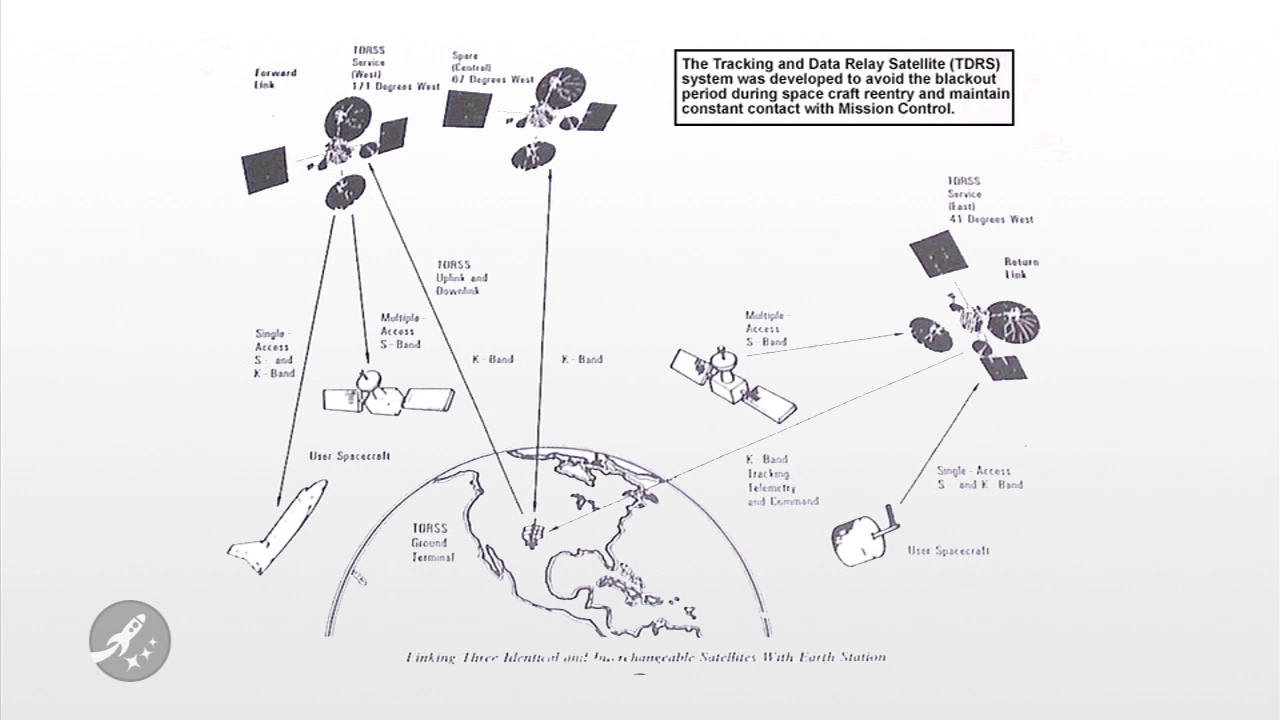 The Tracking and Data Relay Satellite (TDRS)
system was developed to avoid the blackout
period during space craft reentry and maintain
constant contact with Mission Control.
Forward
Link
TDRSS
Service
(West)
171 Degrees West
Spare
(Central)
67 Degrees West
TDRSS
Service
(East)
41 Degrees West
Return
Link
TDRSS
Uplink and
Downlink
Single -
Access
S - and
K - Band
Multiple -
Access
S - Band
K - Band
K - Band
Multiple -
Access
S - Band
User Spacecraft
K - Band
Tracking
Telemetry
and Command
Single - Access
S - and K - Band
TDRSS
Ground
Terminal
User Spacecraft
Linking Three Identical and Interchangeable Satellites With Earth Station